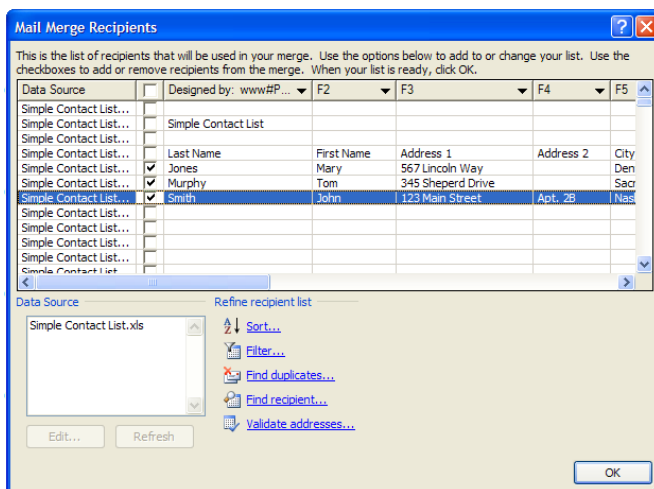 Mail Merge Recipients
This is the list of recipients that will be used in your merge. Use the options below to add to or change your list. Use the
checkboxes to add or remove recipients from the merge. When your list is ready, click OK.
Data Source Designed by: www#P... F2 F3 F4 F5
Simple Contact List...
Simple Contact List... Simple Contact List
Simple Contact List...
Simple Contact List... Last Name First Name Address 1 Address 2 City
Simple Contact List... Jones Mary 567 Lincoln Way Den
Simple Contact List... Murphy Tom 345 Sheperd Drive Sacr
Simple Contact List... Smith John 123 Main Street Apt. 2B Nas
Simple Contact List...
Simple Contact List...
Simple Contact List...
Simple Contact List...
Simple Contact List
Data Source Refine recipient list
Simple Contact List.xls
Sort...
Filter...
Find duplicates...
Find recipient...
Validate addresses...
Edit... Refresh
OK